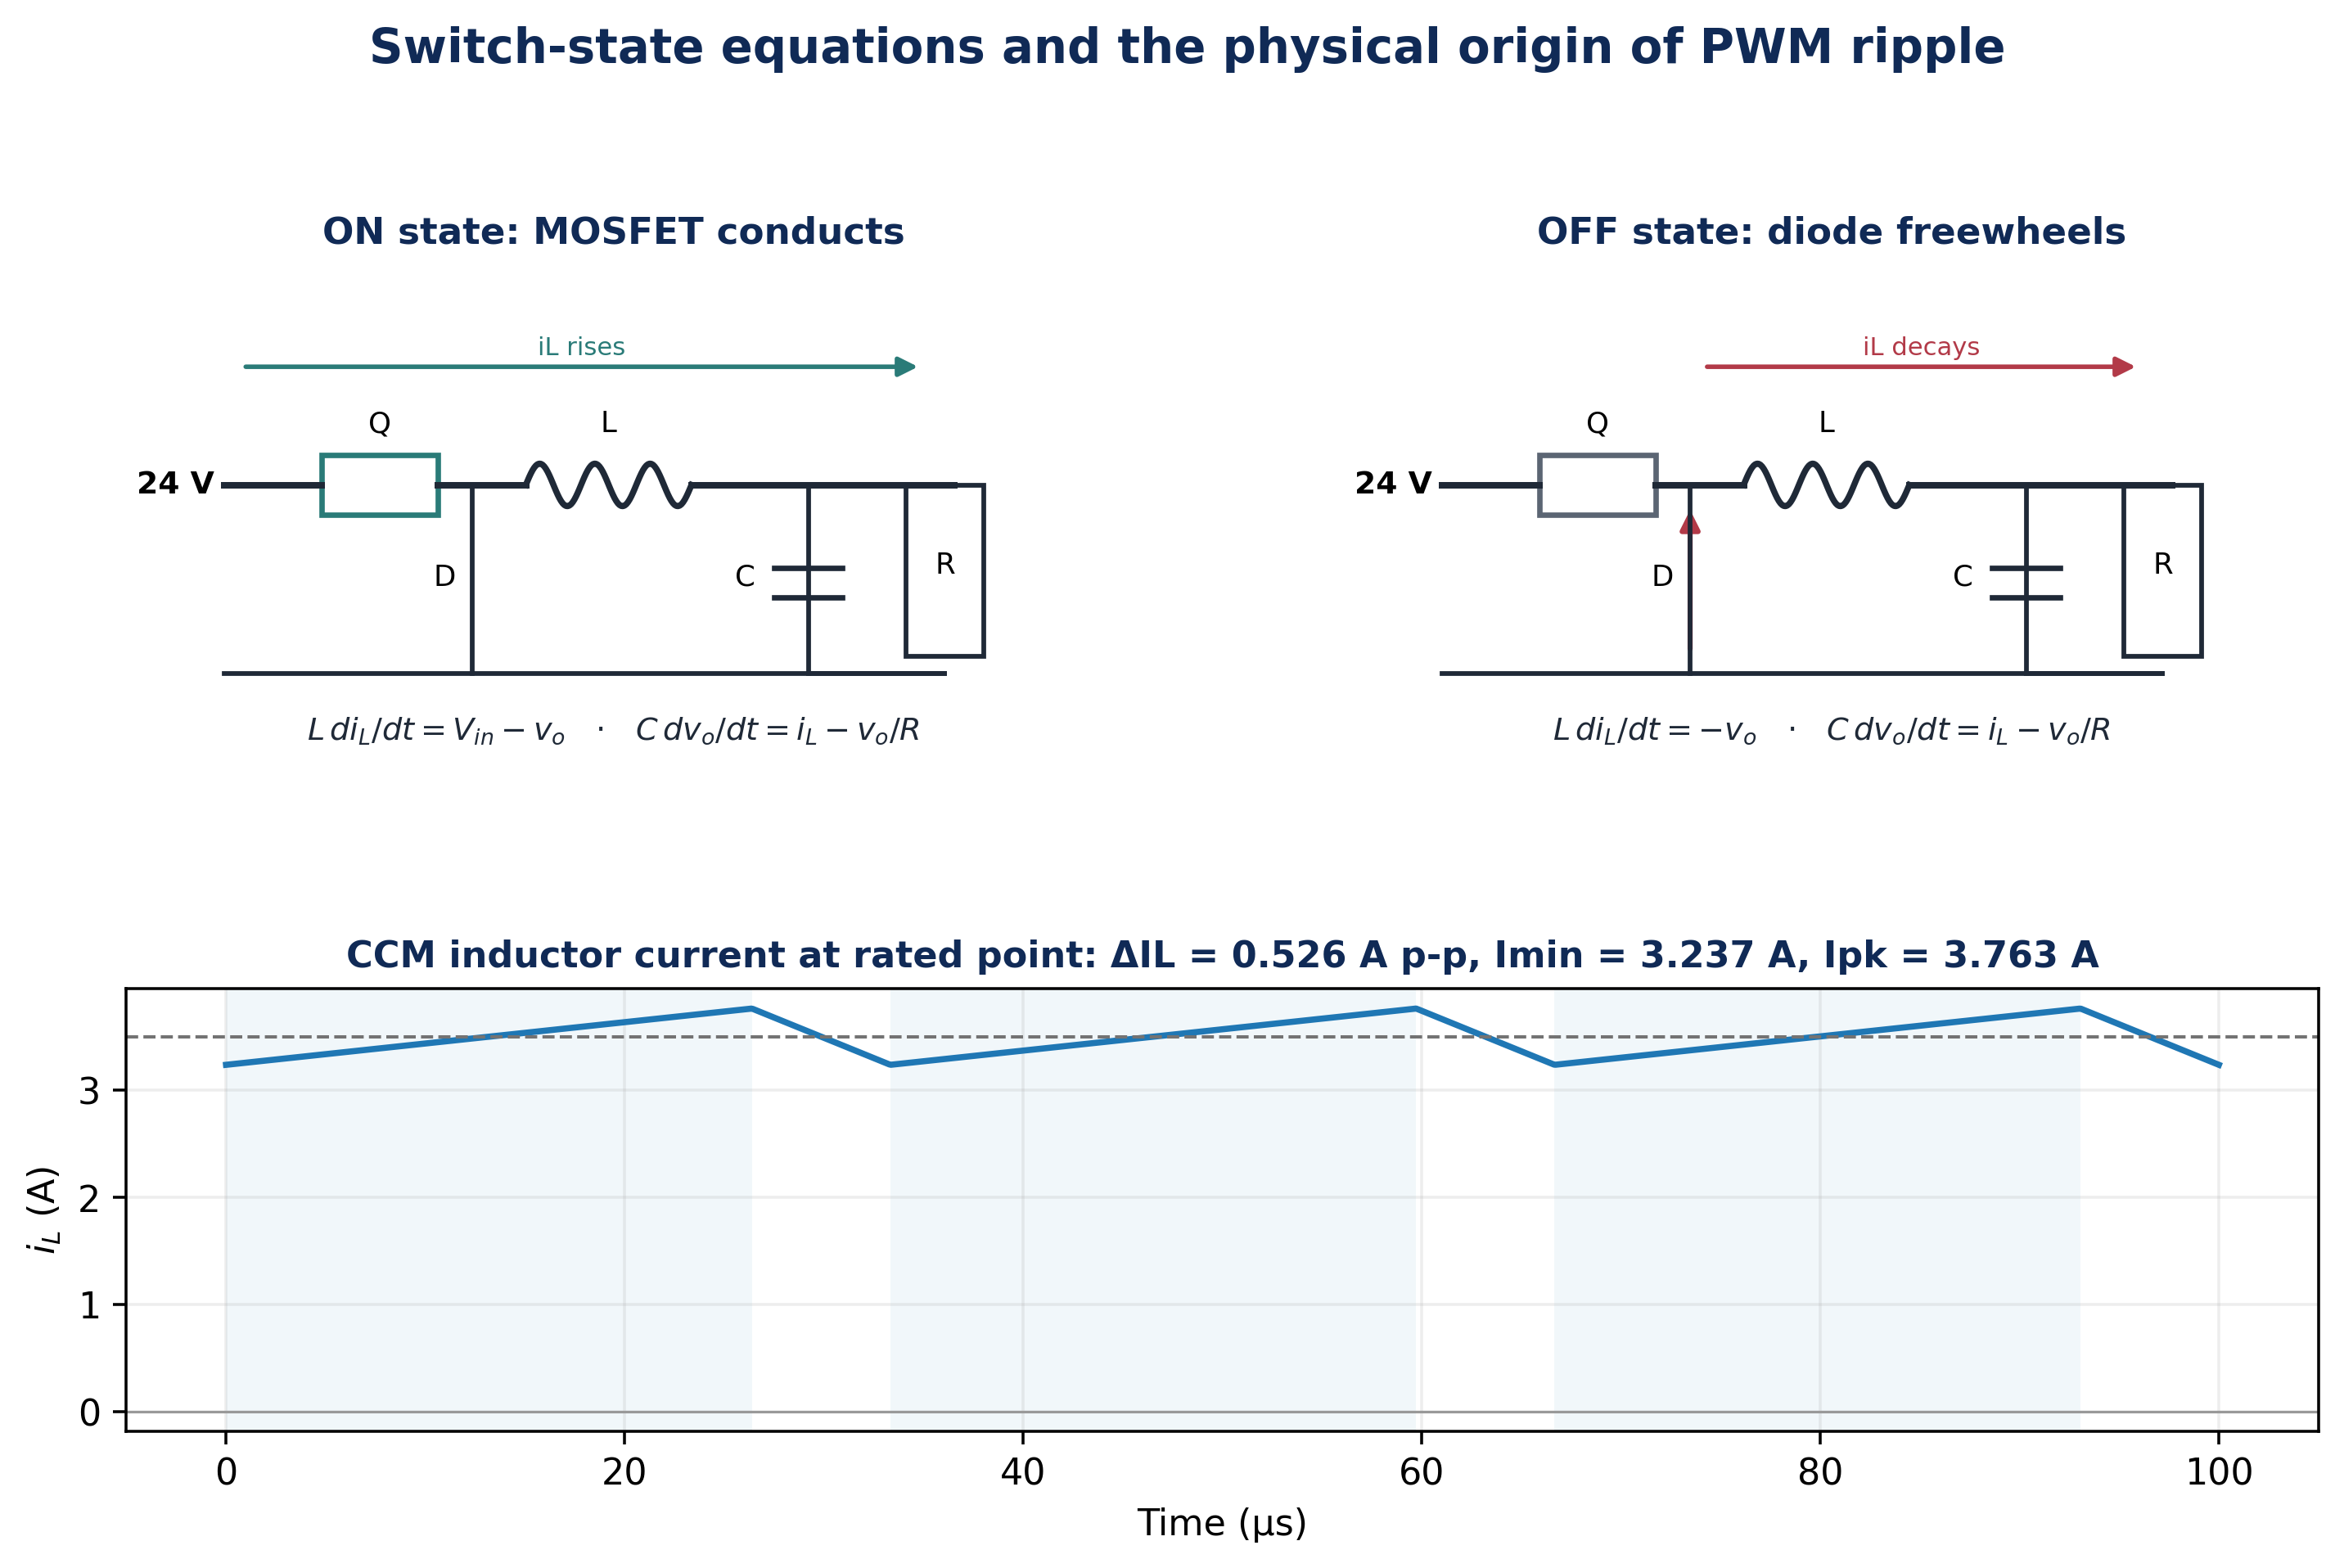 Switch-state equations and the physical origin of PWM ripple
ON state: MOSFET conducts
iL rises
Q
L
24 V
D
C
R
L di_L/dt = V_in − v_o · C dv_o/dt = i_L − v_o/R
OFF state: diode freewheels
iL decays
Q
L
24 V
D
C
R
L di_L/dt = −v_o · C dv_o/dt = i_L − v_o/R
CCM inductor current at rated point: ΔIL = 0.526 A p-p, Imin = 3.237 A, Ipk = 3.763 A
i_L (A)
3
2
1
0
0 20 40 60 80 100
Time (µs)